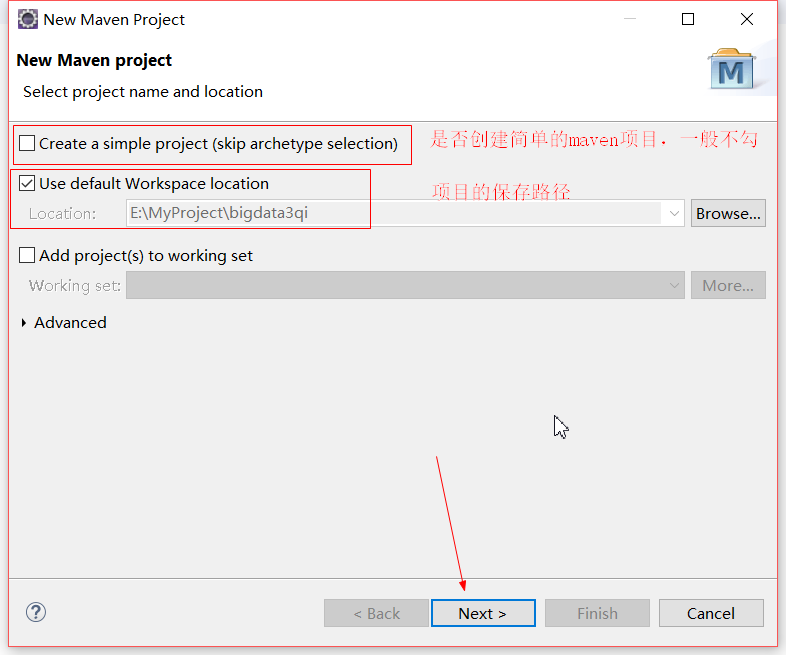 New Maven Project
New Maven project
Select project name and location
Create a simple project (skip archetype selection)
是否创建简单的maven项目. 一般不勾
Use default Workspace location
项目的保存路径
Location:
E:\MyProject\bigdata3qi
Browse...
Add project(s) to working set
Working set:
More...
Advanced
?
< Back
Next >
Finish
Cancel